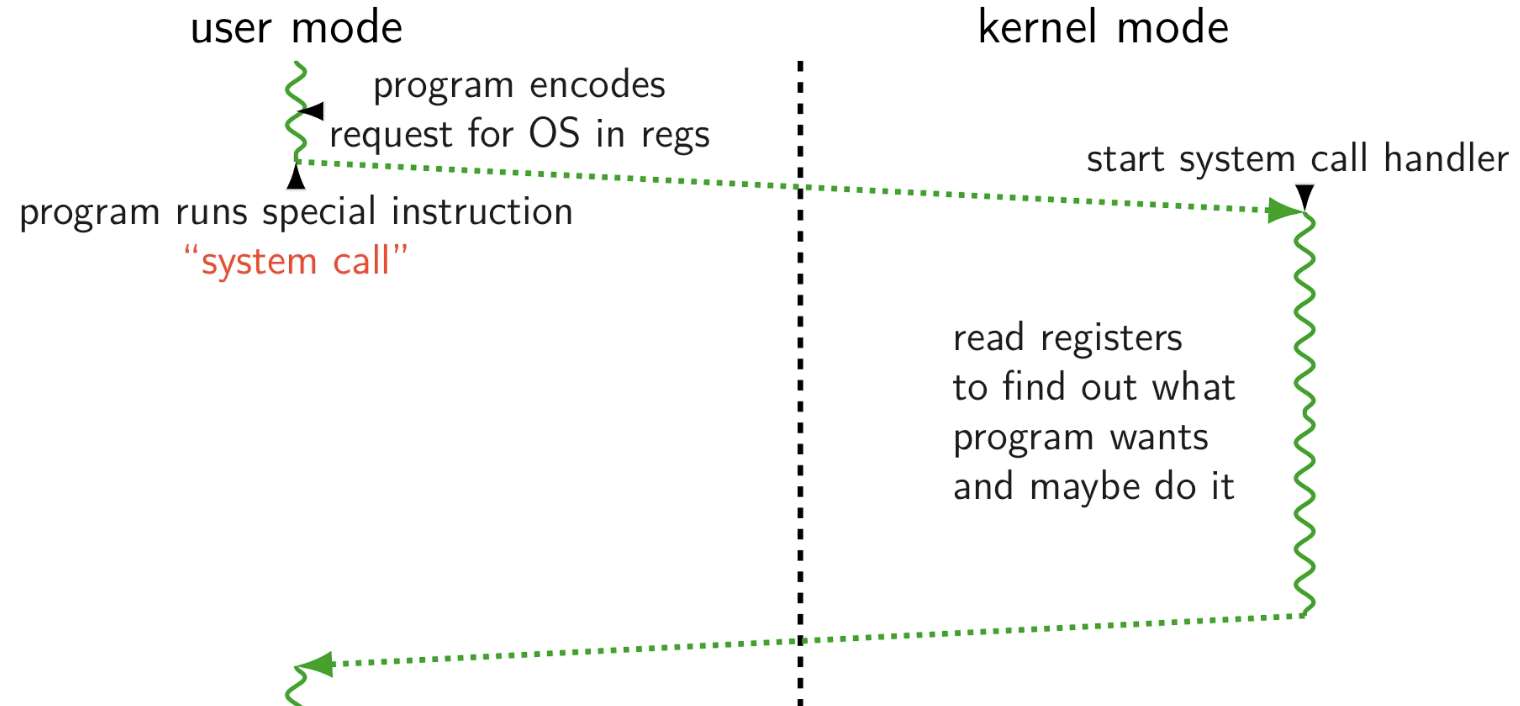 user mode
kernel mode
program encodes
request for OS in regs
start system call handler
program runs special instruction
“system call”
read registers
to find out what
program wants
and maybe do it